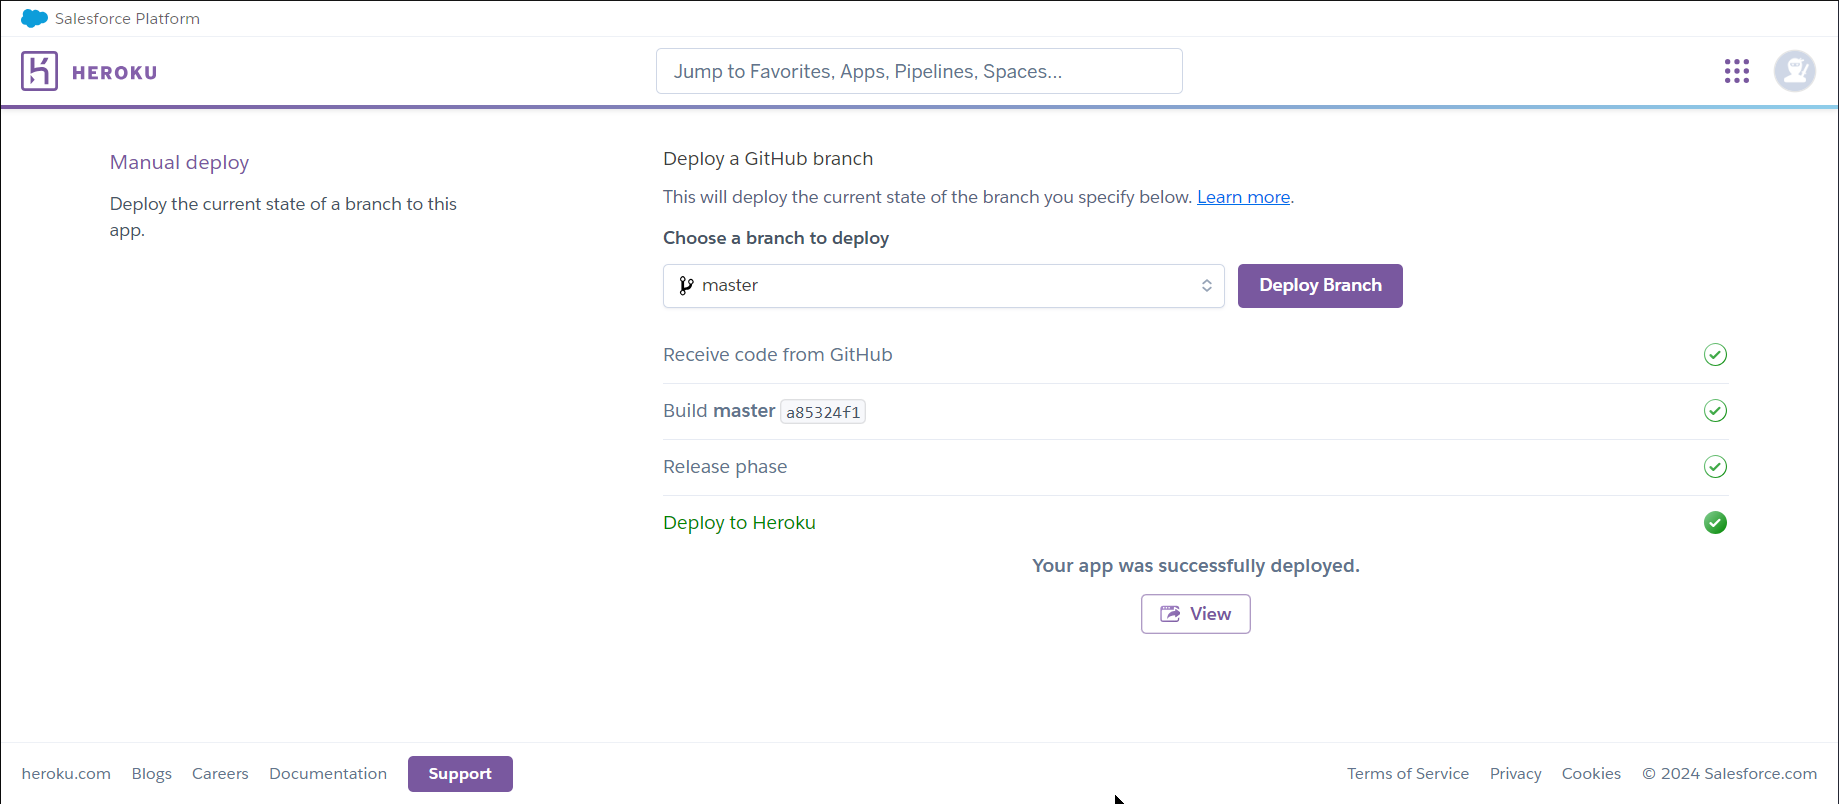 Salesforce Platform
HEROKU
Jump to Favorites, Apps, Pipelines, Spaces...
Manual deploy
Deploy the current state of a branch to this
app.
Deploy a GitHub branch
This will deploy the current state of the branch you specify below. Learn more.
Choose a branch to deploy
master
Deploy Branch
Receive code from GitHub
Build master a85324f1
Release phase
Deploy to Heroku
Your app was successfully deployed.
View
heroku.com Blogs Careers Documentation Support Terms of Service Privacy Cookies © 2024 Salesforce.com